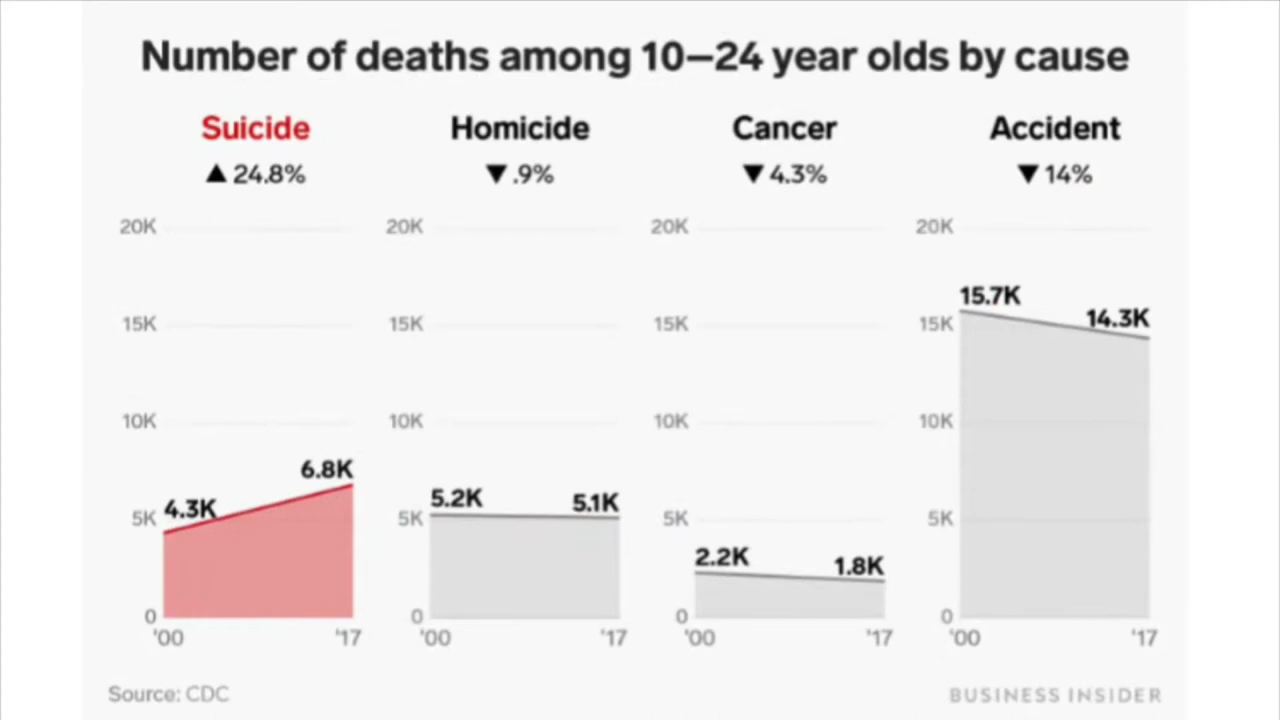 Number of deaths among 10–24 year olds by cause
Suicide
▲ 24.8%
20K
15K
10K
5K
0
4.3K
6.8K
'00 '17
Homicide
▼ .9%
20K
15K
10K
5K
0
5.2K
5.1K
'00 '17
Cancer
▼ 4.3%
20K
15K
10K
5K
0
2.2K
1.8K
'00 '17
Accident
▼ 14%
20K
15K
10K
5K
0
15.7K
14.3K
'00 '17
Source: CDC
BUSINESS INSIDER